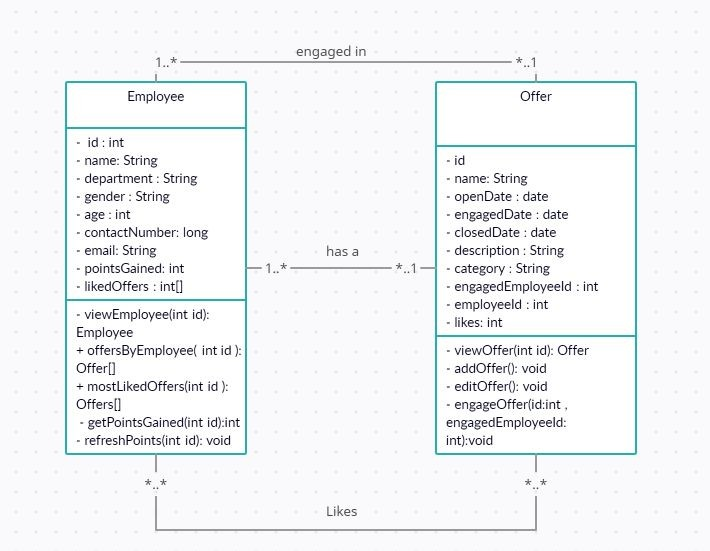 engaged in
1..*
*..1
Employee
- id : int
- name: String
- department : String
- gender : String
- age : int
- contactNumber: long
- email: String
- pointsGained: int
- likedOffers : int[]
- viewEmployee(int id):
Employee
+ offersByEmployee( int id ):
Offer[]
+ mostLikedOffers(int id ):
Offers[]
- getPointsGained(int id):int
- refreshPoints(int id): void
has a
1..*
*..1
Offer
- id
- name: String
- openDate : date
- engagedDate : date
- closedDate : date
- description : String
- category : String
- engagedEmployeeId : int
- employeeId : int
- likes: int
- viewOffer(int id): Offer
- addOffer(): void
- editOffer(): void
- engageOffer(id:int ,
engagedEmployeeId:
int):void
*..*
*..*
Likes